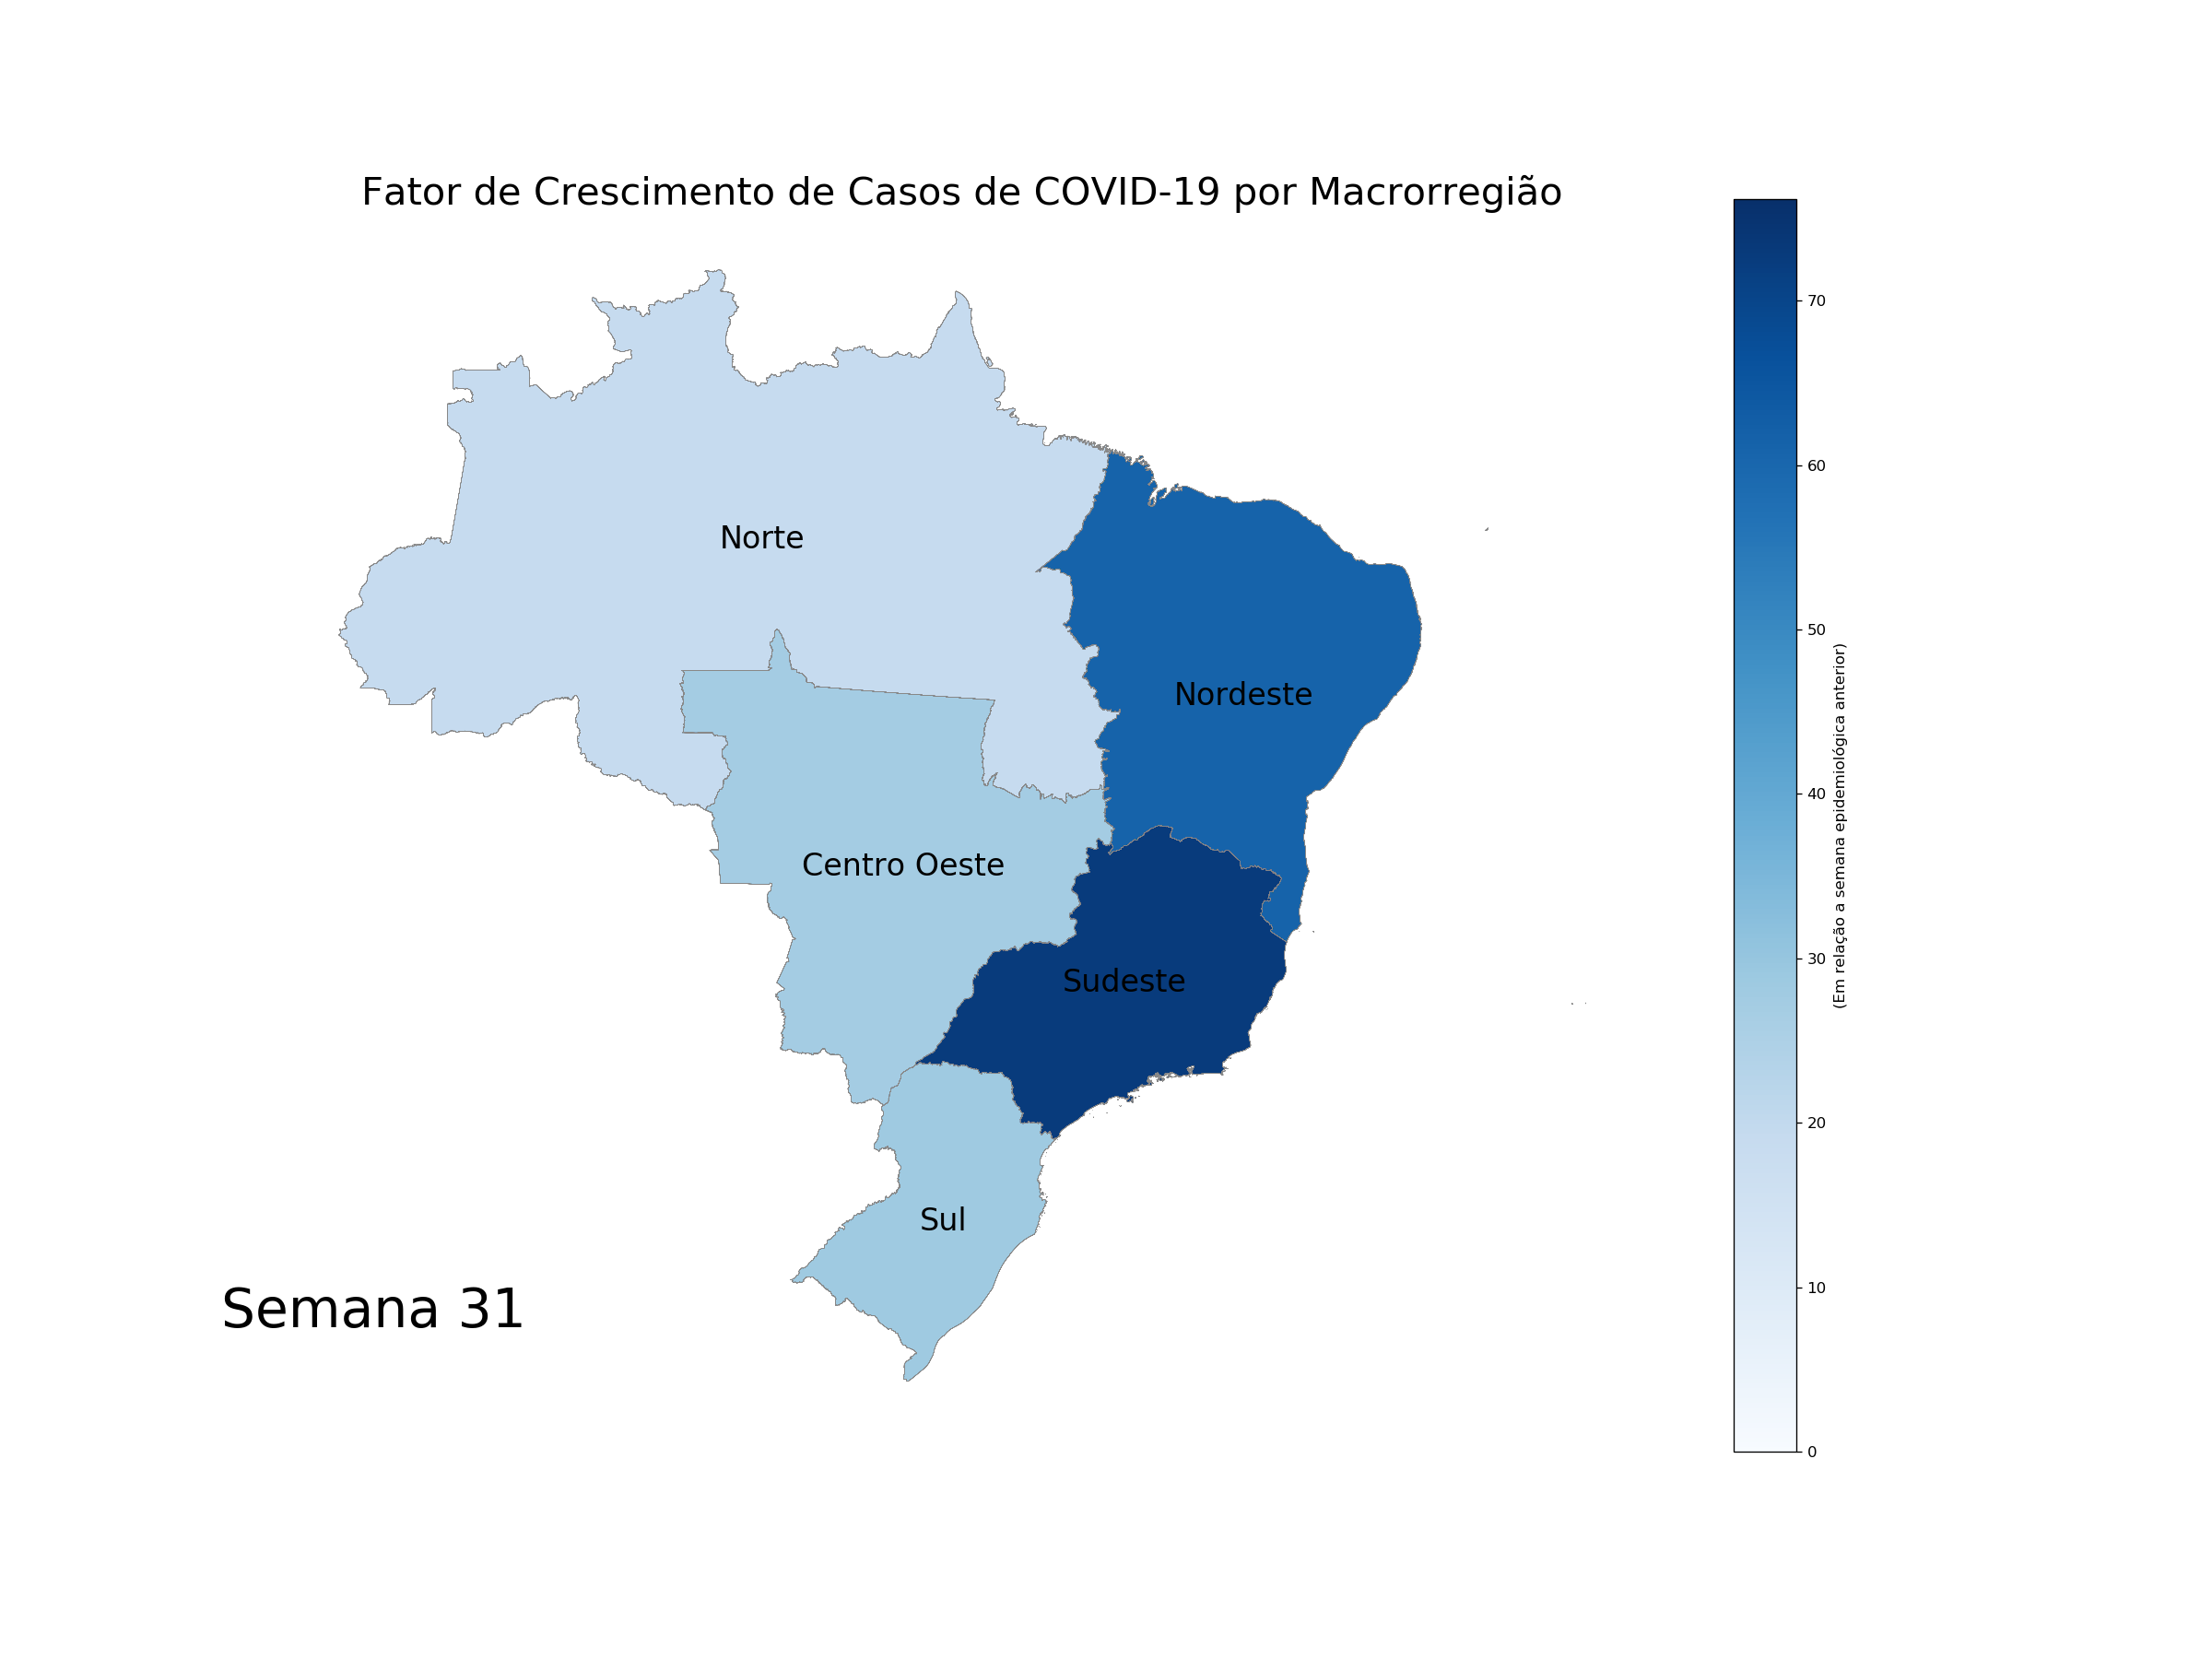 Fator de Crescimento de Casos de COVID-19 por Macrorregião
Norte
Nordeste
Centro Oeste
Sudeste
Sul
Semana 31
70
60
50
40
30
20
10
0
(Em relação a semana epidemiológica anterior)